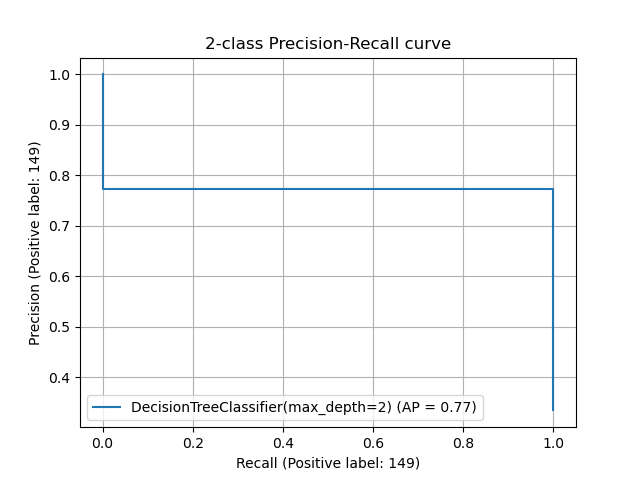 2-class Precision-Recall curve
Precision (Positive label: 149)
1.0
0.9
0.8
0.7
0.6
0.5
0.4
DecisionTreeClassifier(max_depth=2) (AP = 0.77)
0.0 0.2 0.4 0.6 0.8 1.0
Recall (Positive label: 149)